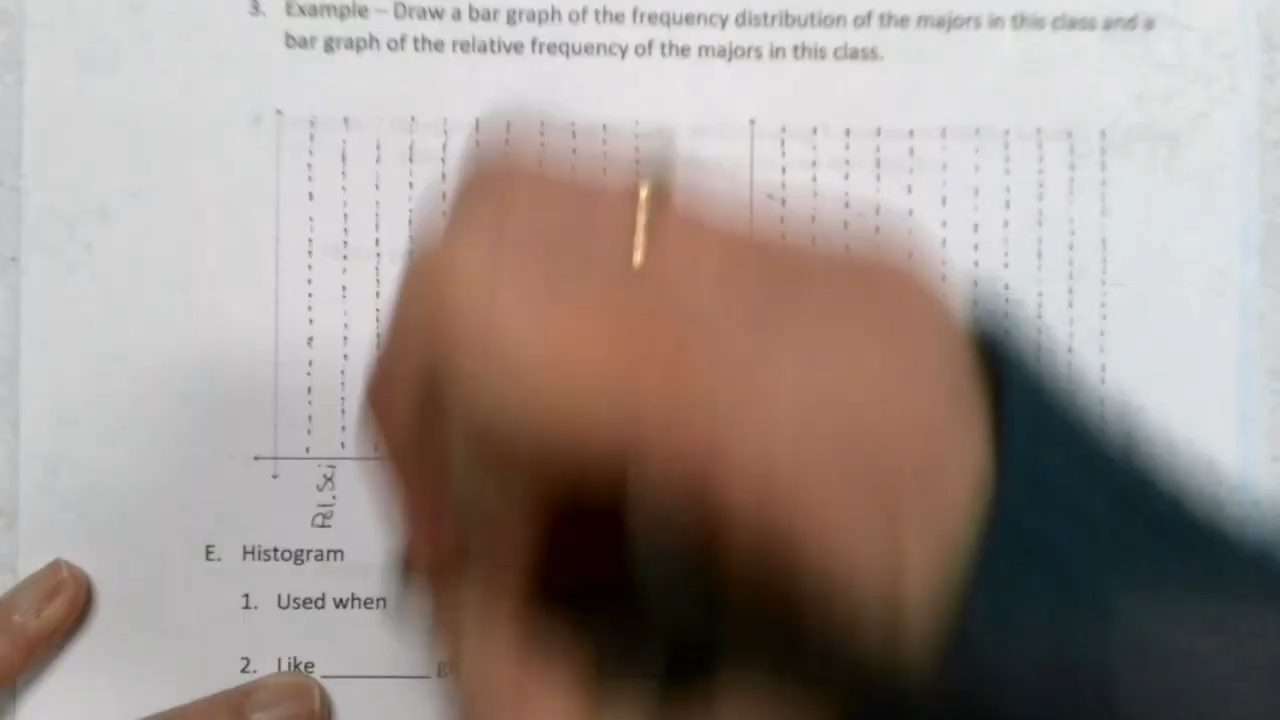 3. Example – Draw a bar graph of the frequency distribution of the majors in this class and a
bar graph of the relative frequency of the majors in this class.
Pol. Sci
E. Histogram
1. Used when
2. Like ________ g